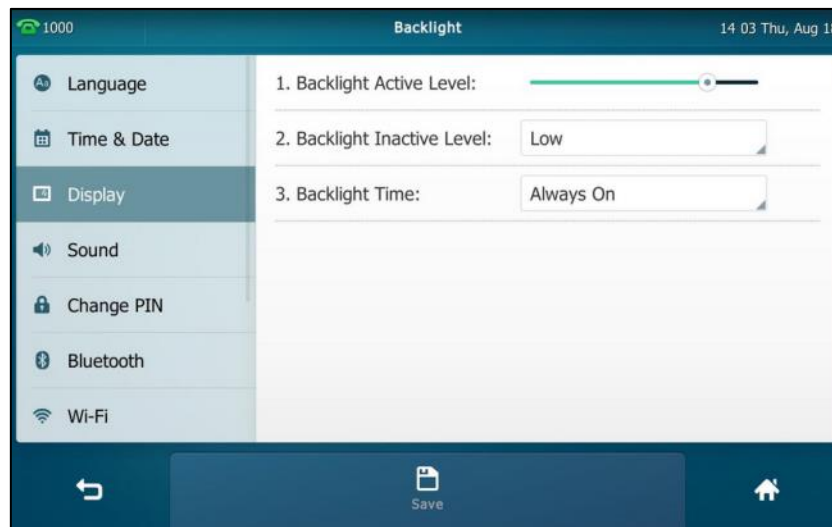 1000 Backlight 14 03 Thu, Aug 18
Language
1. Backlight Active Level:
Time & Date
2. Backlight Inactive Level: Low
Display
3. Backlight Time: Always On
Sound
Change PIN
Bluetooth
Wi-Fi
Save